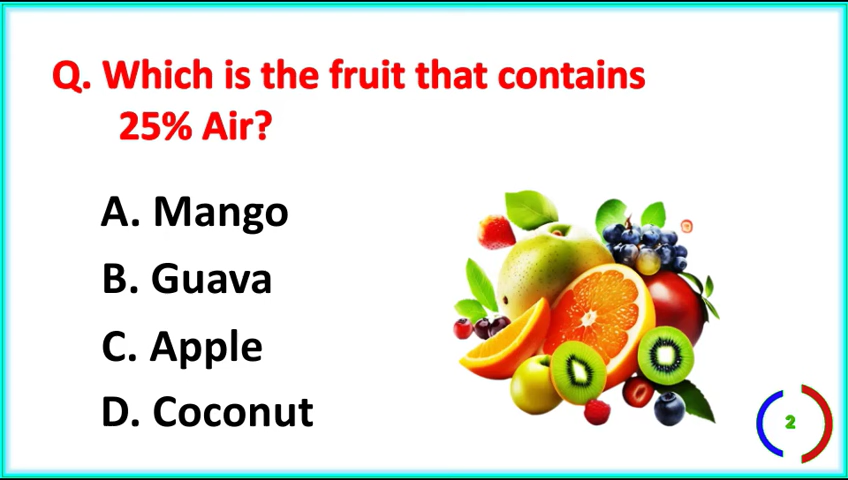 Q. Which is the fruit that contains
25% Air?
A. Mango
B. Guava
C. Apple
D. Coconut
2